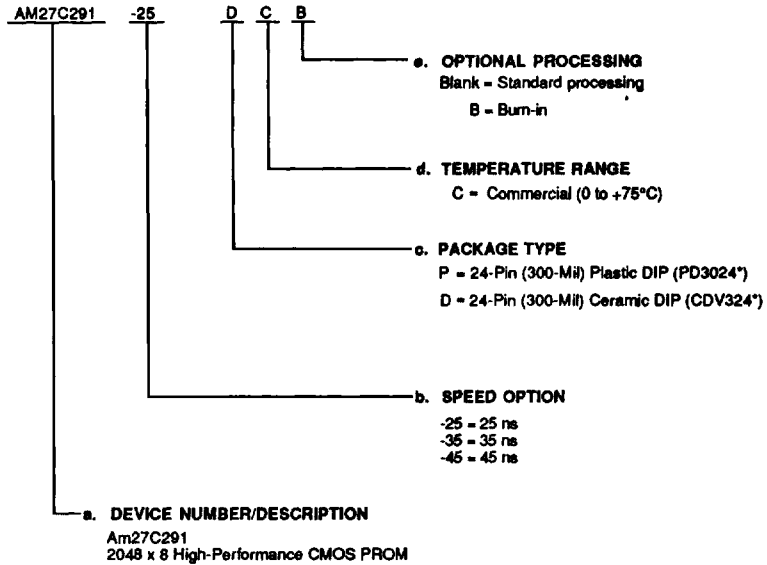 AM27C291 -25 D C B
e. OPTIONAL PROCESSING
Blank = Standard processing
B = Burn-in
d. TEMPERATURE RANGE
C = Commercial (0 to +75°C)
c. PACKAGE TYPE
P = 24-Pin (300-Mil) Plastic DIP (PD3024*)
D = 24-Pin (300-Mil) Ceramic DIP (CDV324*)
b. SPEED OPTION
-25 = 25 ns
-35 = 35 ns
-45 = 45 ns
a. DEVICE NUMBER/DESCRIPTION
Am27C291
2048 x 8 High-Performance CMOS PROM